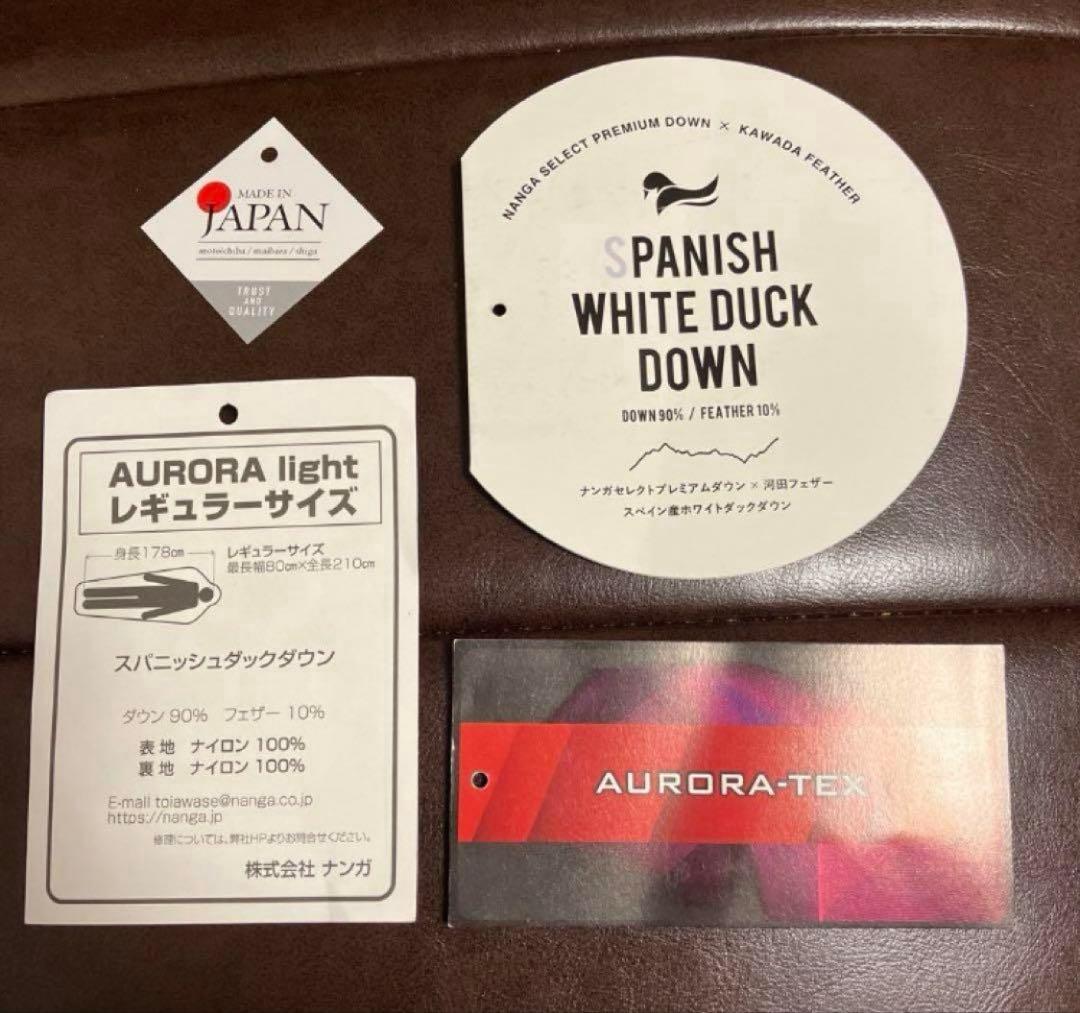 MADE IN
JAPAN
motoichiba / maibara / shiga
TRUST
AND
QUALITY
NANGA SELECT PREMIUM DOWN × KAWADA FEATHER
SPANISH
WHITE DUCK
DOWN
DOWN 90% / FEATHER 10%
ナンガセレクトプレミアムダウン × 河田フェザー
スペイン産ホワイトダックダウン
AURORA light
レギュラーサイズ
身長178cm
レギュラーサイズ
最長幅80cm×全長210cm
スパニッシュダックダウン
ダウン 90% フェザー 10%
表地 ナイロン 100%
裏地 ナイロン 100%
E-mail toiawase@nanga.co.jp
https://nanga.jp
修理については、弊社HPよりお問合せください。
株式会社 ナンガ
AURORA-TEX